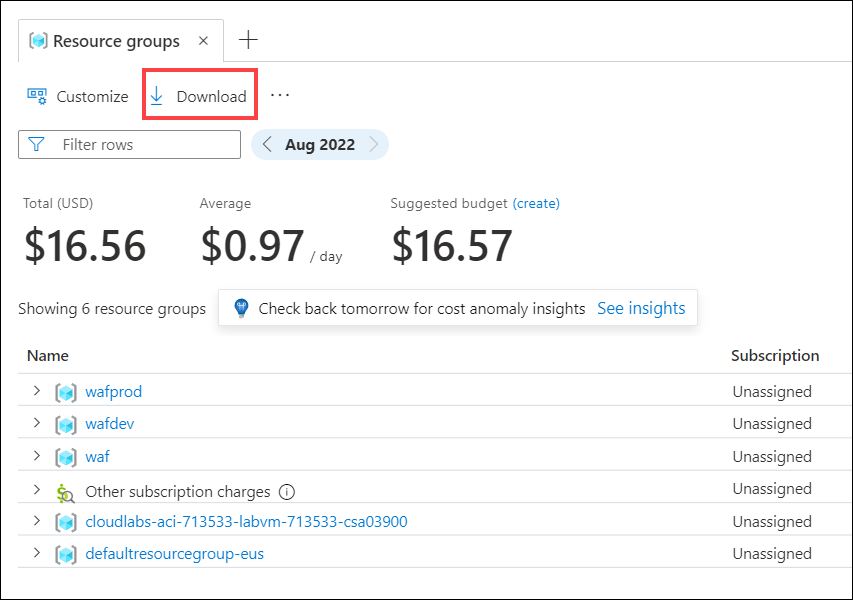 Resource groups
Customize Download ...
Filter rows Aug 2022
Total (USD) Average Suggested budget (create)
$16.56 $0.97 / day $16.57
Showing 6 resource groups Check back tomorrow for cost anomaly insights See insights
Name Subscription
wafprod Unassigned
wafdev Unassigned
waf Unassigned
Other subscription charges Unassigned
cloudlabs-aci-713533-labvm-713533-csa03900 Unassigned
defaultresourcegroup-eus Unassigned